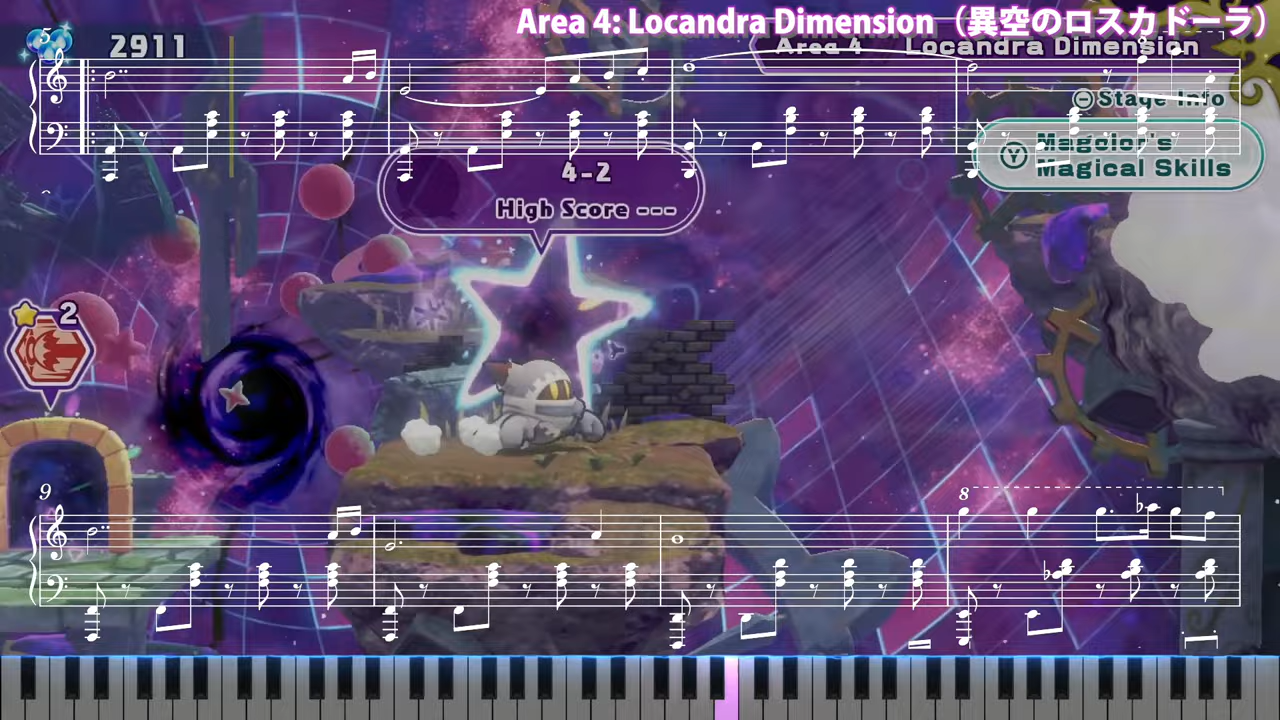 Area 4: Locandra Dimension（異空のロスカドーラ）
5
2911
Area 4 Locandra Dimension
Stage Info
Y Magolor's
Magical Skills
4-2
High Score ---
2
9
8